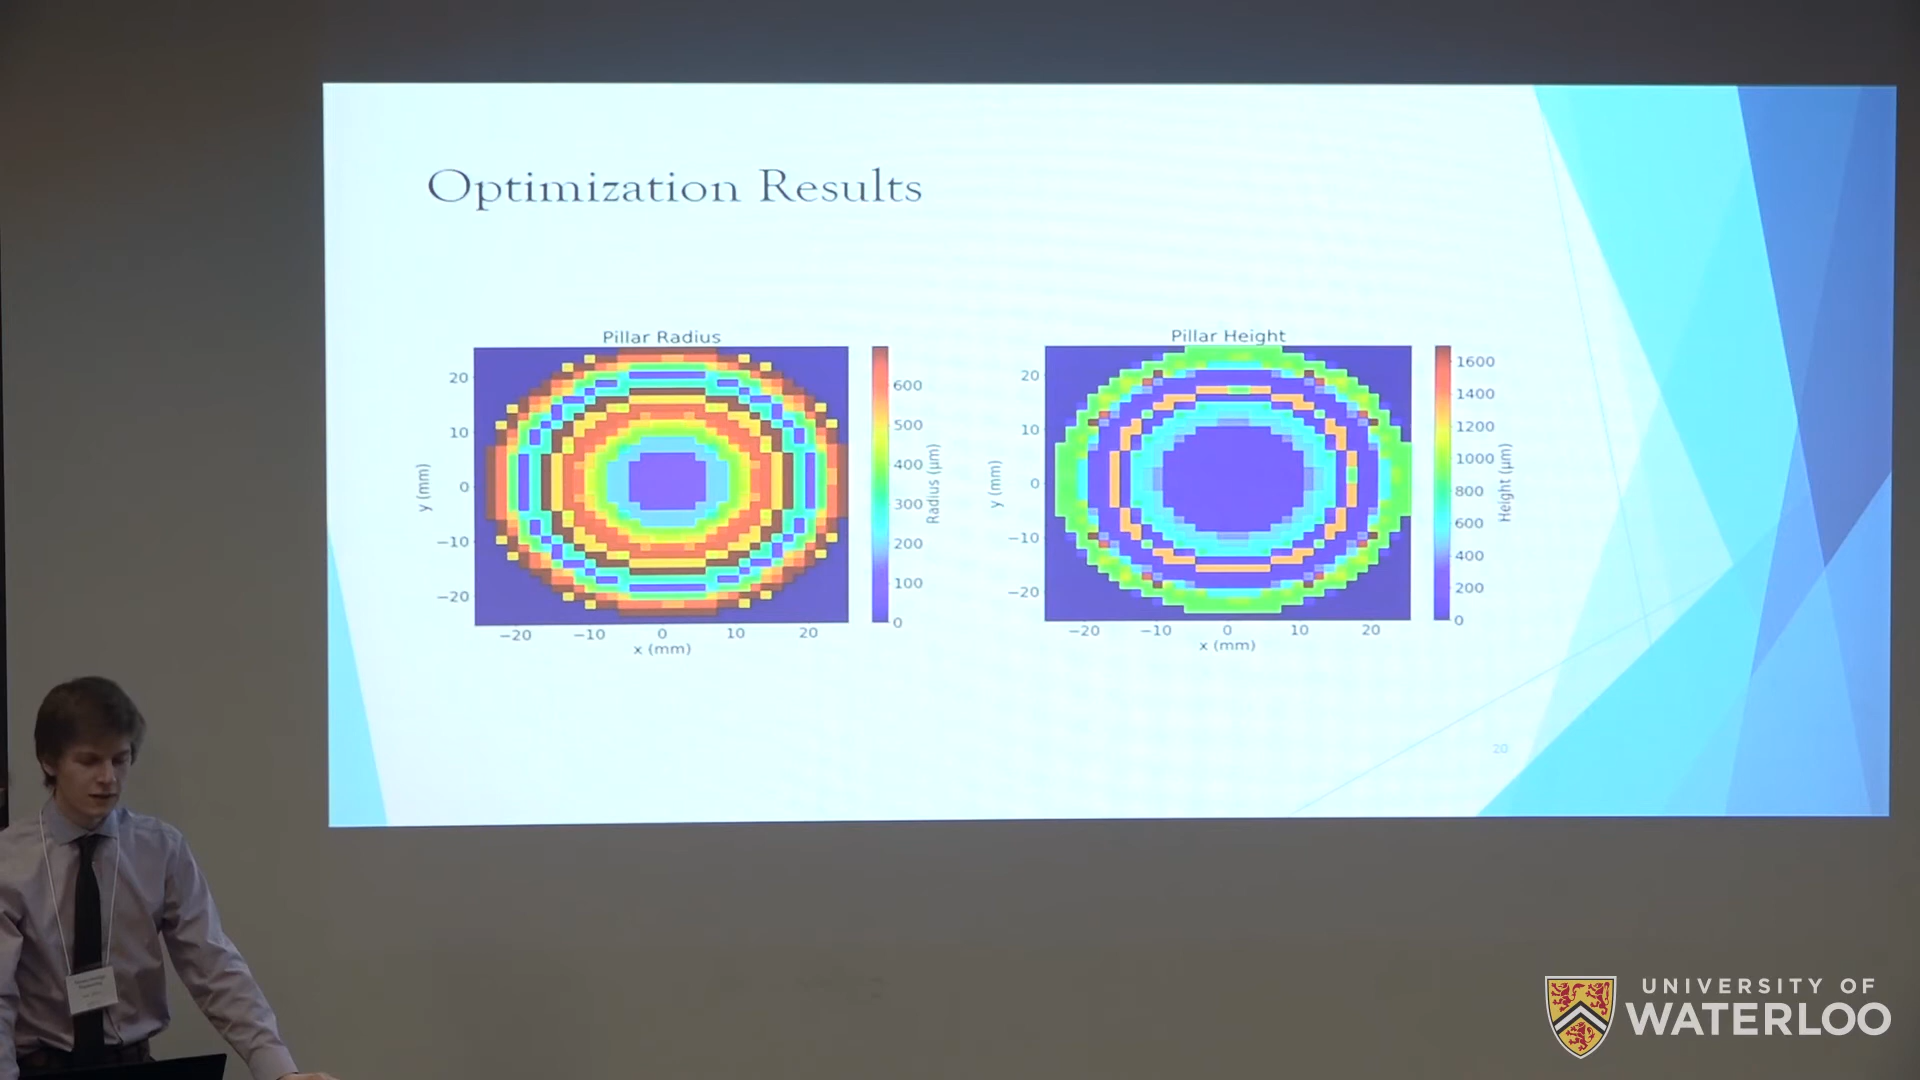 Optimization Results
Pillar Radius
20
10
0
−10
−20
y (mm)
−20 −10 0 10 20
x (mm)
600
500
400
300
200
100
0
Radius (μm)
Pillar Height
20
10
0
−10
−20
y (mm)
−20 −10 0 10 20
x (mm)
1600
1400
1200
1000
800
600
400
200
0
Height (μm)
20
UNIVERSITY OF
WATERLOO